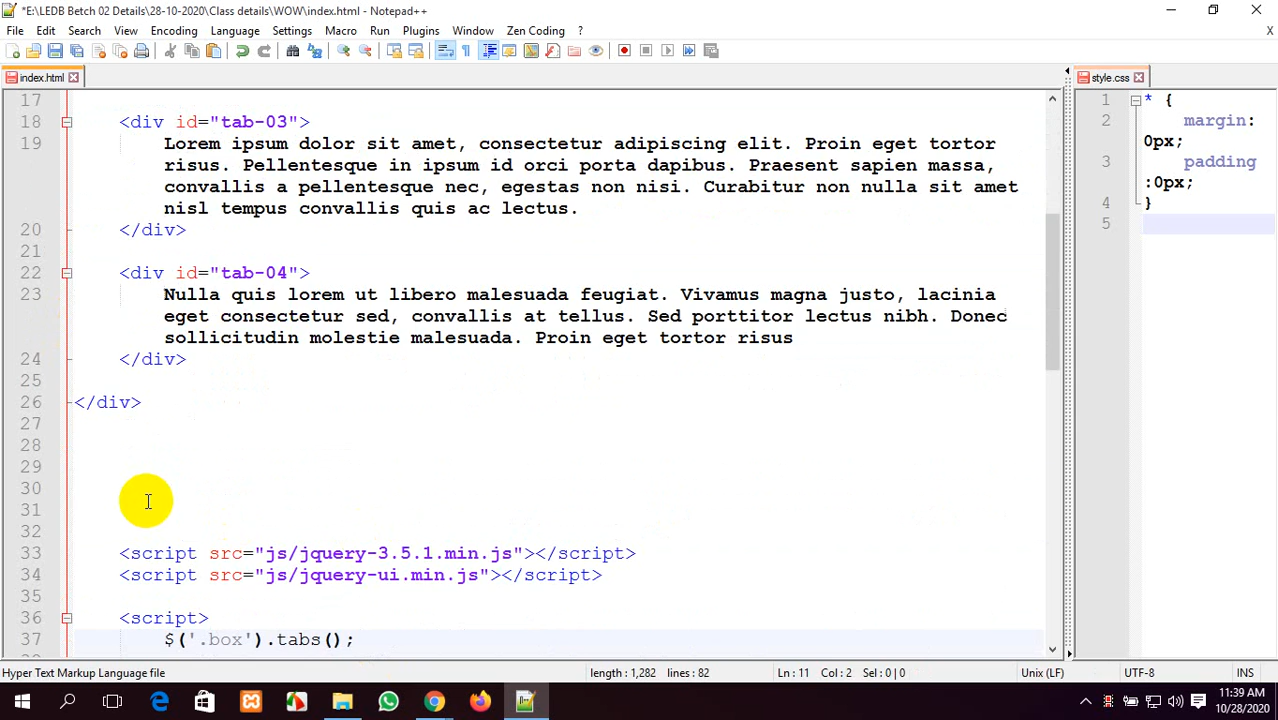 *E:\LEDB Betch 02 Details\28-10-2020\Class details\WOW\index.html - Notepad++
File Edit Search View Encoding Language Settings Macro Run Plugins Window Zen Coding ? X
index.html
style.css
17
18 <div id="tab-03">
19 Lorem ipsum dolor sit amet, consectetur adipiscing elit. Proin eget tortor
risus. Pellentesque in ipsum id orci porta dapibus. Praesent sapien massa,
convallis a pellentesque nec, egestas non nisi. Curabitur non nulla sit amet
nisl tempus convallis quis ac lectus.
20 </div>
21
22 <div id="tab-04">
23 Nulla quis lorem ut libero malesuada feugiat. Vivamus magna justo, lacinia
eget consectetur sed, convallis at tellus. Sed porttitor lectus nibh. Donec
sollicitudin molestie malesuada. Proin eget tortor risus
24 </div>
25
26 </div>
27
28
29
30
31
32
33 <script src="js/jquery-3.5.1.min.js"></script>
34 <script src="js/jquery-ui.min.js"></script>
35
36 <script>
37 $('.box').tabs();
1 * {
2 margin:
0px;
3 padding
:0px;
4 }
5
Hyper Text Markup Language file length : 1,282 lines : 82 Ln : 11 Col : 2 Sel : 0 | 0 Unix (LF) UTF-8 INS
11:39 AM
10/28/2020